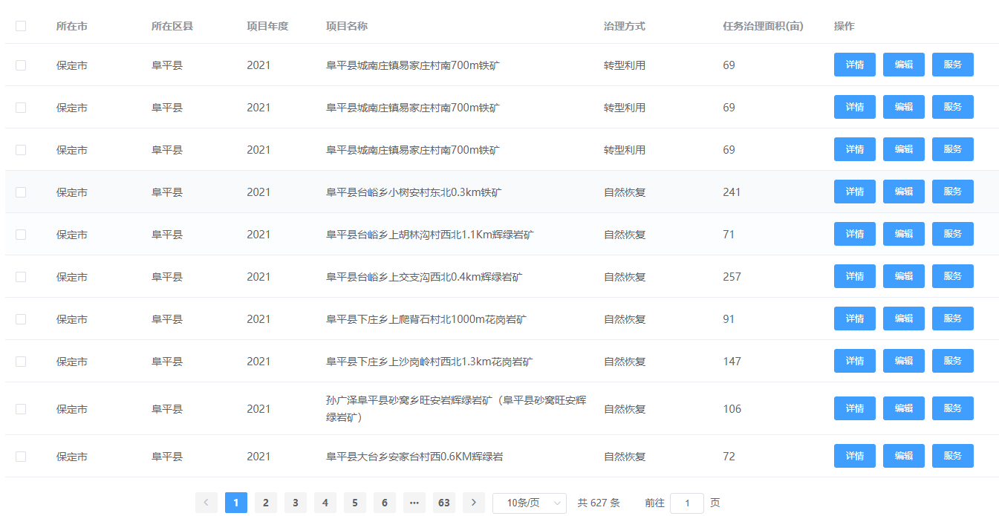 所在市 所在区县 项目年度 项目名称 治理方式 任务治理面积(亩) 操作
保定市 阜平县 2021 阜平县城南庄镇易家庄村南700m铁矿 转型利用 69 详情 编辑 服务
保定市 阜平县 2021 阜平县城南庄镇易家庄村南700m铁矿 转型利用 69 详情 编辑 服务
保定市 阜平县 2021 阜平县城南庄镇易家庄村南700m铁矿 转型利用 69 详情 编辑 服务
保定市 阜平县 2021 阜平县台峪乡小树安村东北0.3km铁矿 自然恢复 241 详情 编辑 服务
保定市 阜平县 2021 阜平县台峪乡上胡林沟村西北1.1Km辉绿岩矿 自然恢复 71 详情 编辑 服务
保定市 阜平县 2021 阜平县台峪乡上交支沟西北0.4km辉绿岩矿 自然恢复 257 详情 编辑 服务
保定市 阜平县 2021 阜平县下庄乡上爬背石村北1000m花岗岩矿 自然恢复 91 详情 编辑 服务
保定市 阜平县 2021 阜平县下庄乡上沙岗岭村西北1.3km花岗岩矿 自然恢复 147 详情 编辑 服务
保定市 阜平县 2021 孙广泽阜平县砂窝乡旺安岩辉绿岩矿（阜平县砂窝旺安辉 自然恢复 106 详情 编辑 服务
绿岩矿）
保定市 阜平县 2021 阜平县大台乡安家台村西0.6KM辉绿岩 自然恢复 72 详情 编辑 服务
1 2 3 4 5 6 ••• 63 10条/页 共 627 条 前往 1 页